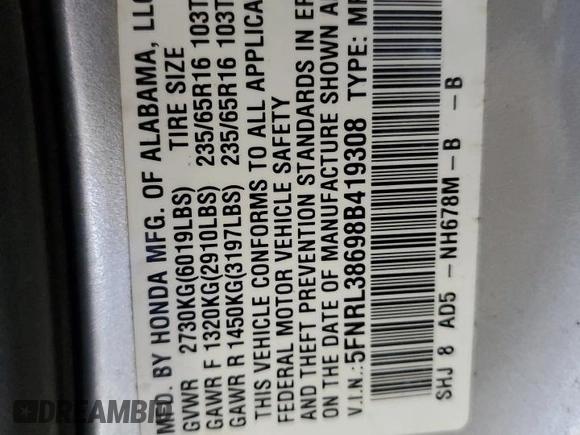 MFD. BY HONDA MFG. OF ALABAMA, LLC
GVWR 2730KG(6019LBS) TIRE SIZE
GAWR F 1320KG(2910LBS) 235/65R16 103T
GAWR R 1450KG(3197LBS) 235/65R16 103T
THIS VEHICLE CONFORMS TO ALL APPLICA
FEDERAL MOTOR VEHICLE SAFETY
AND THEFT PREVENTION STANDARDS IN EF
ON THE DATE OF MANUFACTURE SHOWN A
V.I.N.: 5FNRL38698B419308 TYPE: MP
SHJ 8 AD5 -NH678M-B -B
DREAMBID